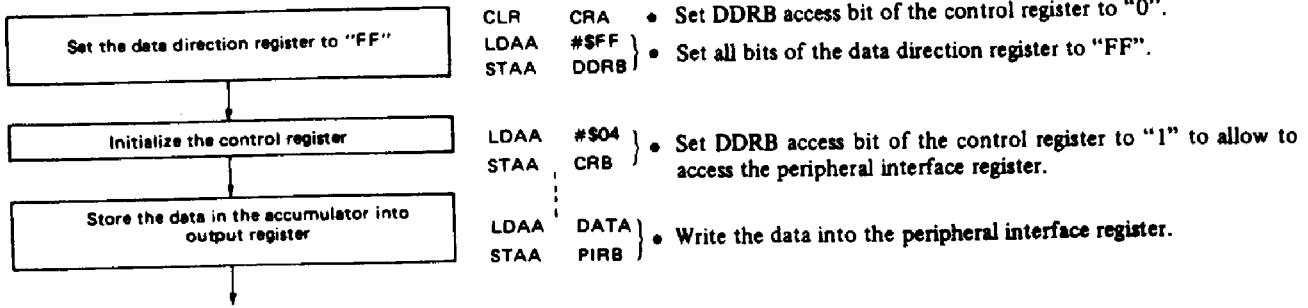 Set the data direction register to "FF"
CLR CRA • Set DDRB access bit of the control register to "0".
LDAA #$FF
STAA DDRB
• Set all bits of the data direction register to "FF".
Initialize the control register
LDAA #$04
STAA CRB
• Set DDRB access bit of the control register to "1" to allow to
access the peripheral interface register.
Store the data in the accumulator into
output register
LDAA DATA
STAA PIRB
• Write the data into the peripheral interface register.